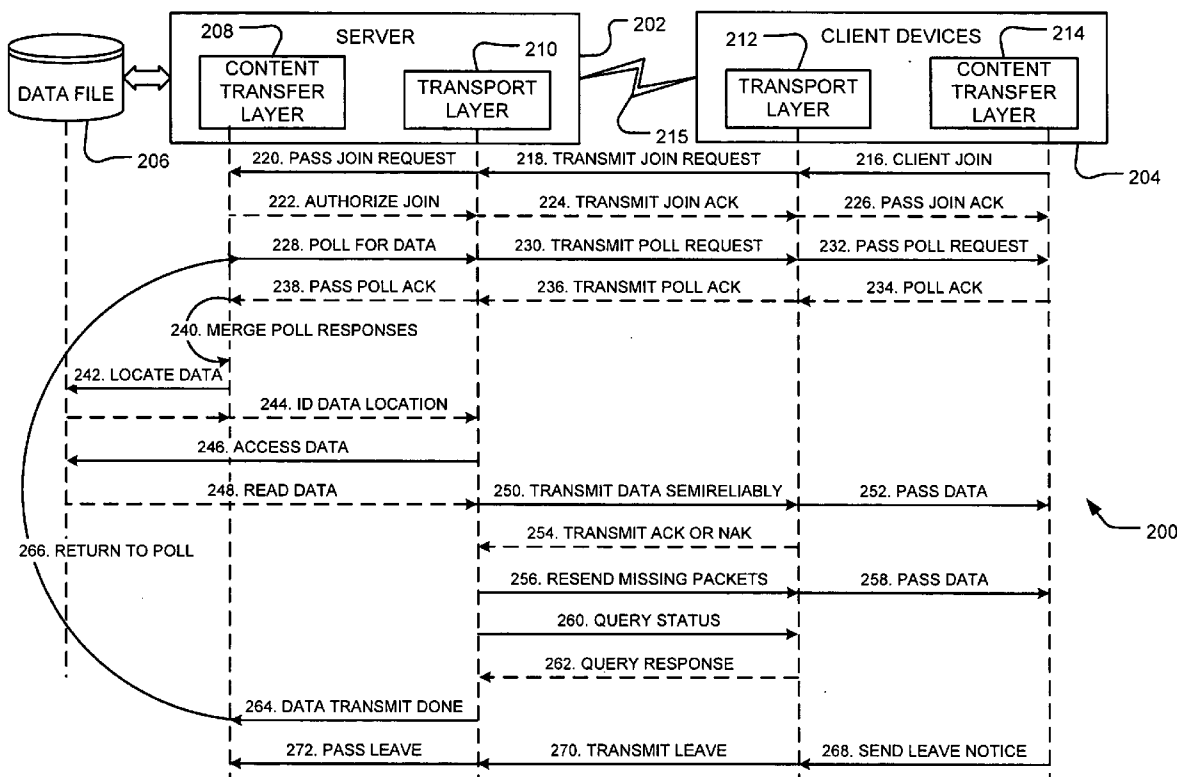 SERVER
CLIENT DEVICES
208
210
202
212
214
DATA FILE
CONTENT
TRANSFER
LAYER
TRANSPORT
LAYER
TRANSPORT
LAYER
CONTENT
TRANSFER
LAYER
206
215
204
220. PASS JOIN REQUEST
218. TRANSMIT JOIN REQUEST
216. CLIENT JOIN
222. AUTHORIZE JOIN
224. TRANSMIT JOIN ACK
226. PASS JOIN ACK
228. POLL FOR DATA
230. TRANSMIT POLL REQUEST
232. PASS POLL REQUEST
238. PASS POLL ACK
236. TRANSMIT POLL ACK
234. POLL ACK
240. MERGE POLL RESPONSES
242. LOCATE DATA
244. ID DATA LOCATION
246. ACCESS DATA
248. READ DATA
250. TRANSMIT DATA SEMIRELIABLY
252. PASS DATA
200
254. TRANSMIT ACK OR NAK
266. RETURN TO POLL
256. RESEND MISSING PACKETS
258. PASS DATA
260. QUERY STATUS
262. QUERY RESPONSE
264. DATA TRANSMIT DONE
272. PASS LEAVE
270. TRANSMIT LEAVE
268. SEND LEAVE NOTICE